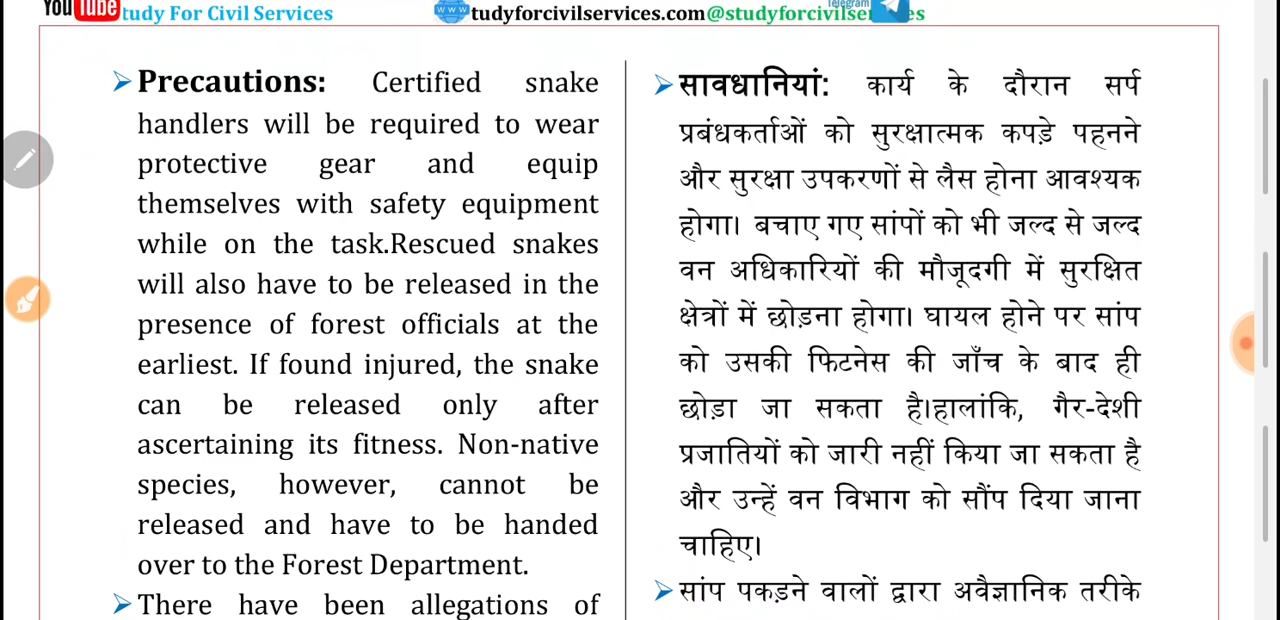 You Tube tudy For Civil Services
www tudyforcivilservices.com@studyforcivilse es
Telegram
➤ Precautions: Certified snake
handlers will be required to wear
protective gear and equip
themselves with safety equipment
while on the task.Rescued snakes
will also have to be released in the
presence of forest officials at the
earliest. If found injured, the snake
can be released only after
ascertaining its fitness. Non-native
species, however, cannot be
released and have to be handed
over to the Forest Department.
➤ There have been allegations of
➤ सावधानियां: कार्य के दौरान सर्प
प्रबंधकर्ताओं को सुरक्षात्मक कपड़े पहनने
और सुरक्षा उपकरणों से लैस होना आवश्यक
होगा। बचाए गए सांपों को भी जल्द से जल्द
वन अधिकारियों की मौजूदगी में सुरक्षित
क्षेत्रों में छोड़ना होगा। घायल होने पर सांप
को उसकी फिटनेस की जाँच के बाद ही
छोड़ा जा सकता है।हालांकि, गैर-देशी
प्रजातियों को जारी नहीं किया जा सकता है
और उन्हें वन विभाग को सौंप दिया जाना
चाहिए।
➤ सांप पकड़ने वालों द्वारा अवैज्ञानिक तरीके